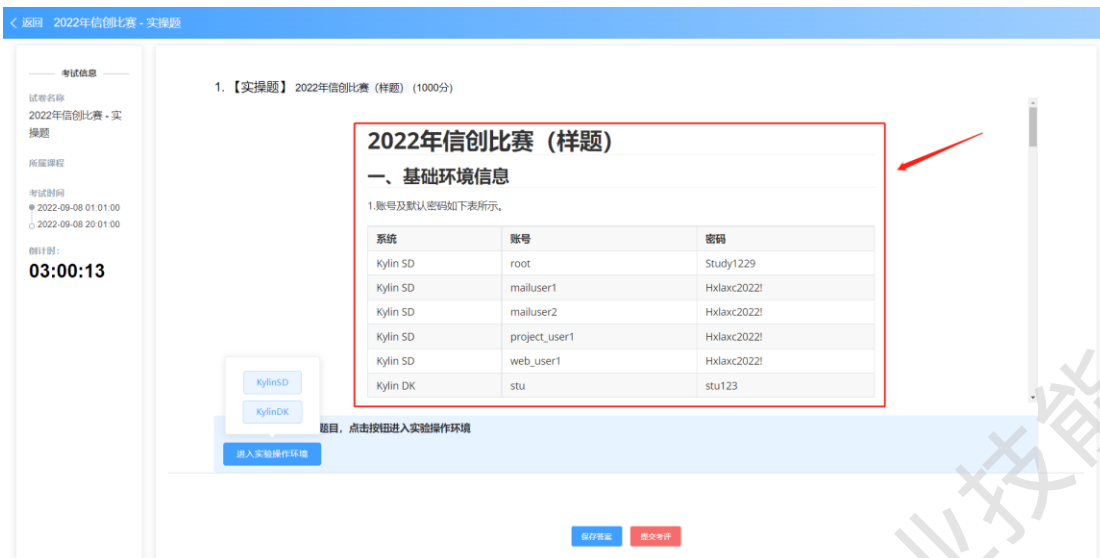 返回 2022年信创比赛 - 实操题
考试信息
试卷名称
2022年信创比赛 - 实
操题
所属课程
考试时间
2022-09-08 01:01:00
2022-09-08 20:01:00
倒计时:
03:00:13
1. 【实操题】 2022年信创比赛（样题） (1000分)
2022年信创比赛（样题）
一、基础环境信息
1.账号及默认密码如下表所示。
系统 账号 密码
Kylin SD root Study1229
Kylin SD mailuser1 Hxlaxc2022!
Kylin SD mailuser2 Hxlaxc2022!
Kylin SD project_user1 Hxlaxc2022!
Kylin SD web_user1 Hxlaxc2022!
Kylin DK stu stu123
KylinSD
KylinDK
题目，点击按钮进入实验操作环境
进入实验操作环境
保存答案 提交考评
业技能